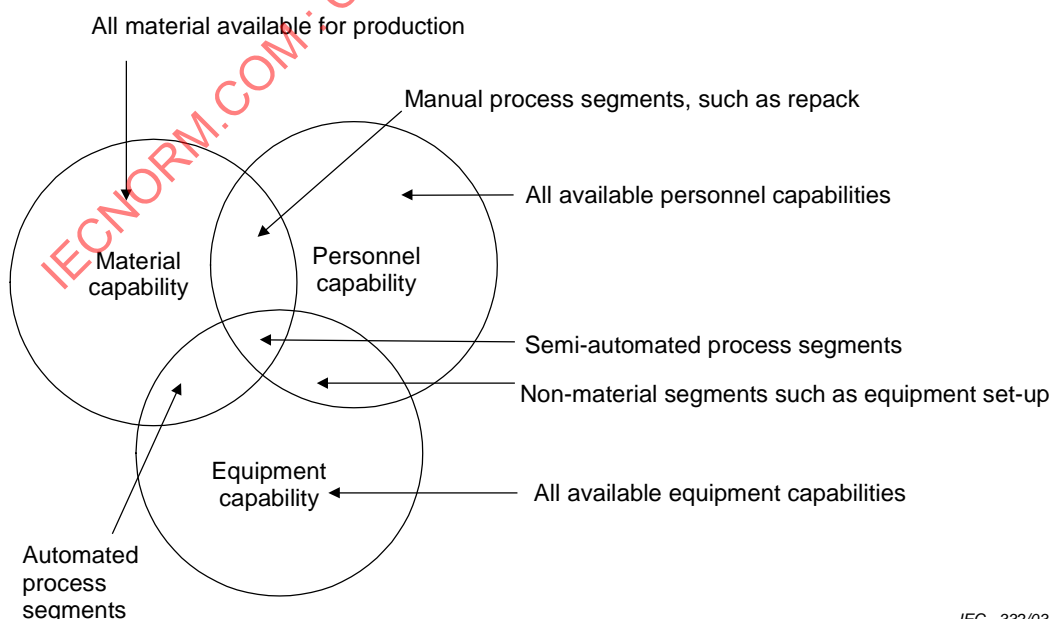 All material available for production
Manual process segments, such as repack
All available personnel capabilities
Material
capability
Personnel
capability
Semi-automated process segments
Non-material segments such as equipment set-up
Equipment
capability
All available equipment capabilities
Automated
process
segments
IECNORM.COM :